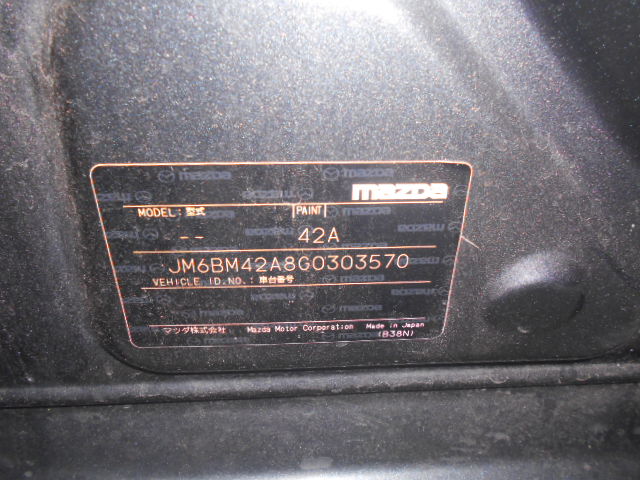 mazda
MODEL: 型式 PAINT
-- 42A
JM6BM42A8G0303570
VEHICLE ID.NO.: 車台番号
マツダ株式会社 Mazda Motor Corporation Made in Japan
(B38N)